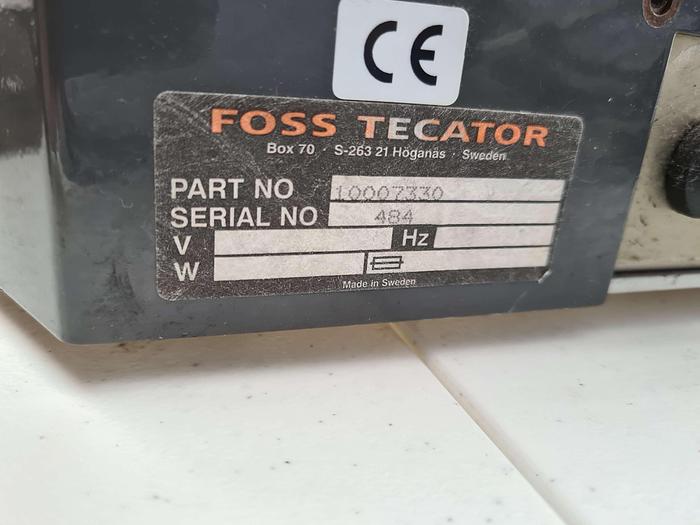 CE
FOSS TECATOR
Box 70 · S-263 21 Höganäs · Sweden
PART NO 10007330
SERIAL NO 484
V Hz
W
Made in Sweden